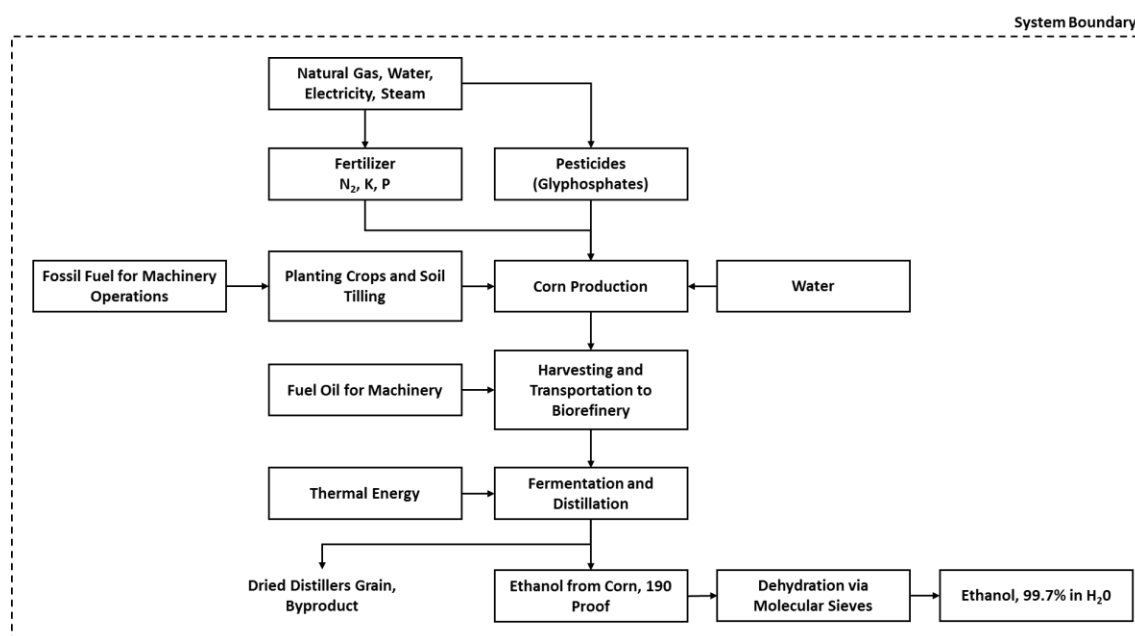 System Boundary
Natural Gas, Water,
Electricity, Steam
Fertilizer
N₂, K, P
Pesticides
(Glyphosphates)
Fossil Fuel for Machinery
Operations
Planting Crops and Soil
Tilling
Corn Production
Water
Fuel Oil for Machinery
Harvesting and
Transportation to
Biorefinery
Thermal Energy
Fermentation and
Distillation
Dried Distillers Grain,
Byproduct
Ethanol from Corn, 190
Proof
Dehydration via
Molecular Sieves
Ethanol, 99.7% in H₂0